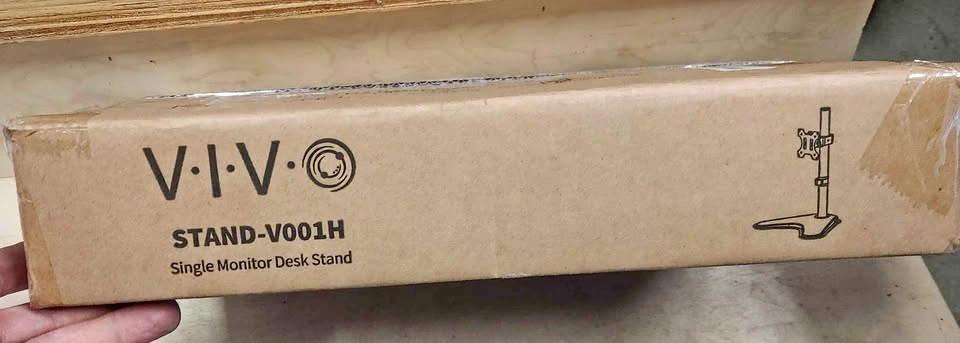 V·I·V·O
STAND-V001H
Single Monitor Desk Stand